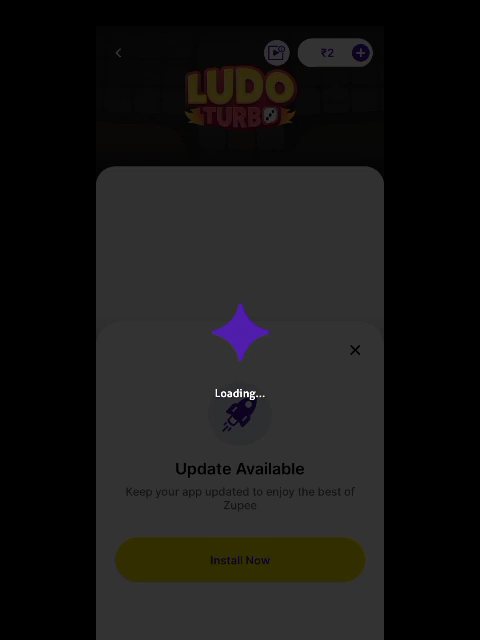 ₹2
LUDO
TURBO
Loading...
Update Available
Keep your app updated to enjoy the best of
Zupee
Install Now